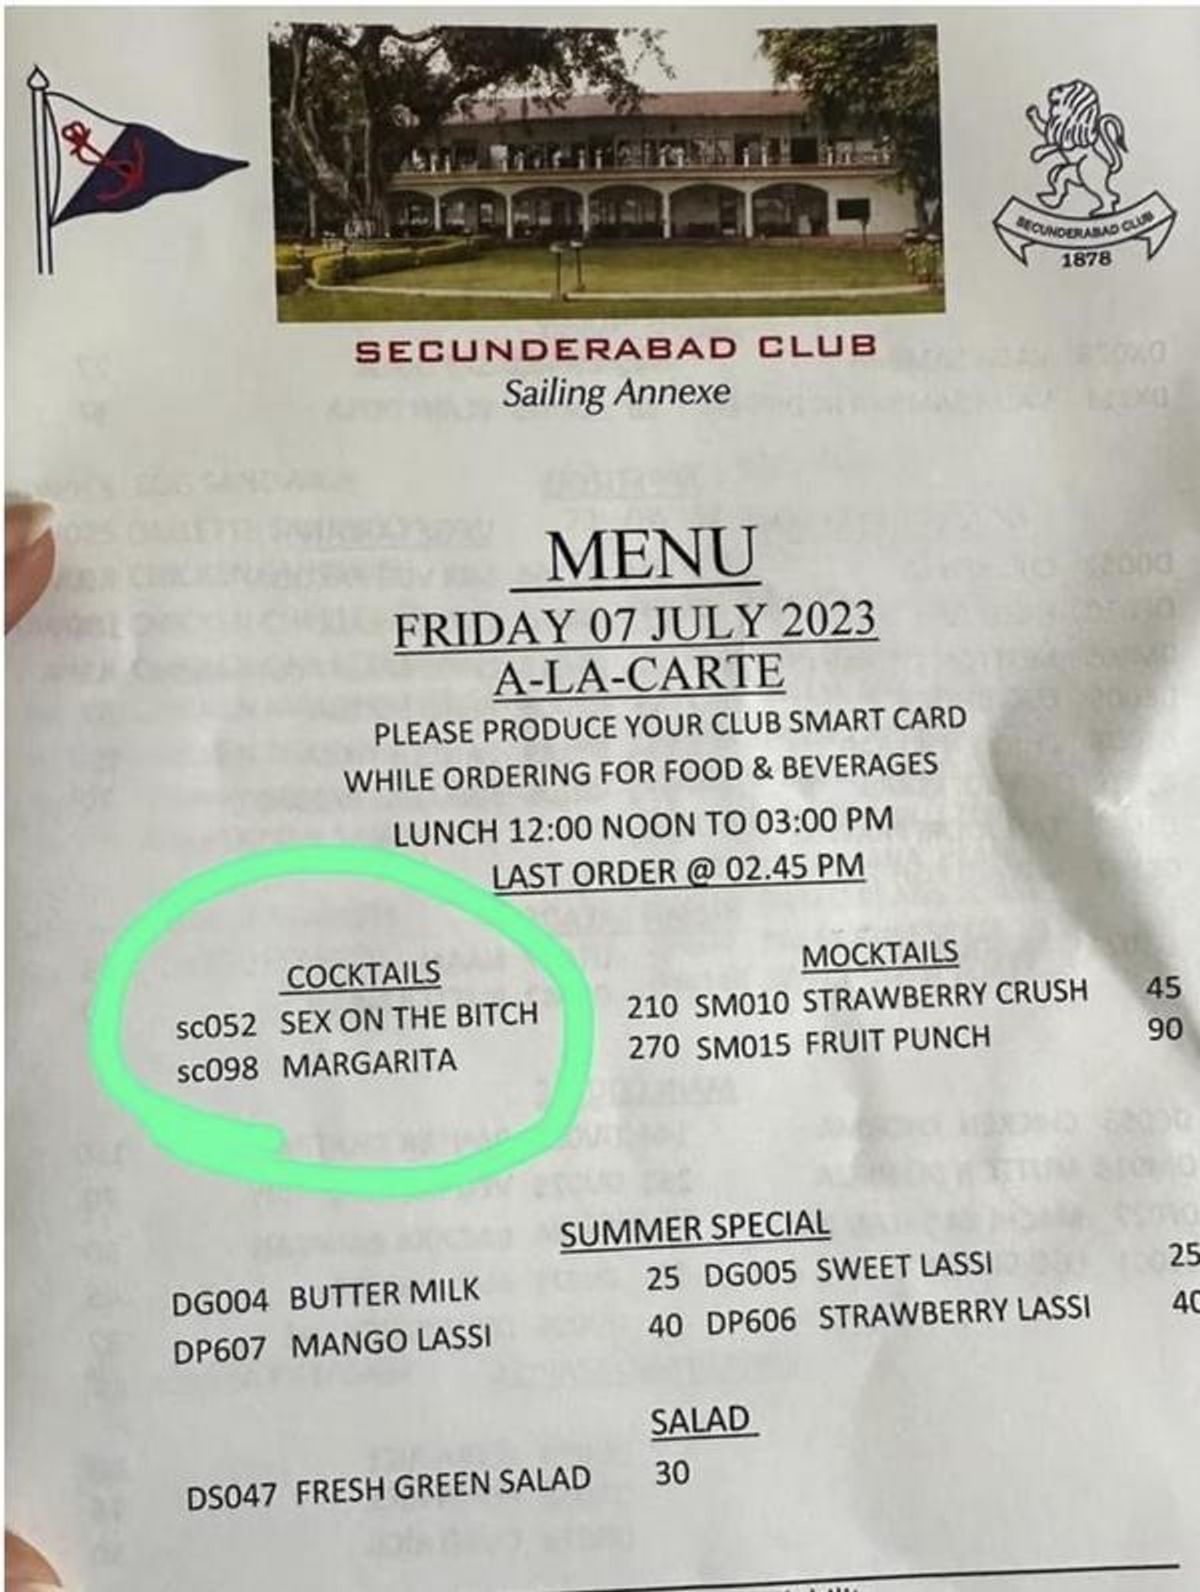 SECUNDERABAD CLUB
1878
SECUNDERABAD CLUB
Sailing Annexe
MENU
FRIDAY 07 JULY 2023
A-LA-CARTE
PLEASE PRODUCE YOUR CLUB SMART CARD
WHILE ORDERING FOR FOOD & BEVERAGES
LUNCH 12:00 NOON TO 03:00 PM
LAST ORDER @ 02.45 PM
COCKTAILS MOCKTAILS
sc052 SEX ON THE BITCH 210 SM010 STRAWBERRY CRUSH 45
sc098 MARGARITA 270 SM015 FRUIT PUNCH 90
SUMMER SPECIAL
DG004 BUTTER MILK 25 DG005 SWEET LASSI 25
DP607 MANGO LASSI 40 DP606 STRAWBERRY LASSI 40
SALAD
DS047 FRESH GREEN SALAD 30